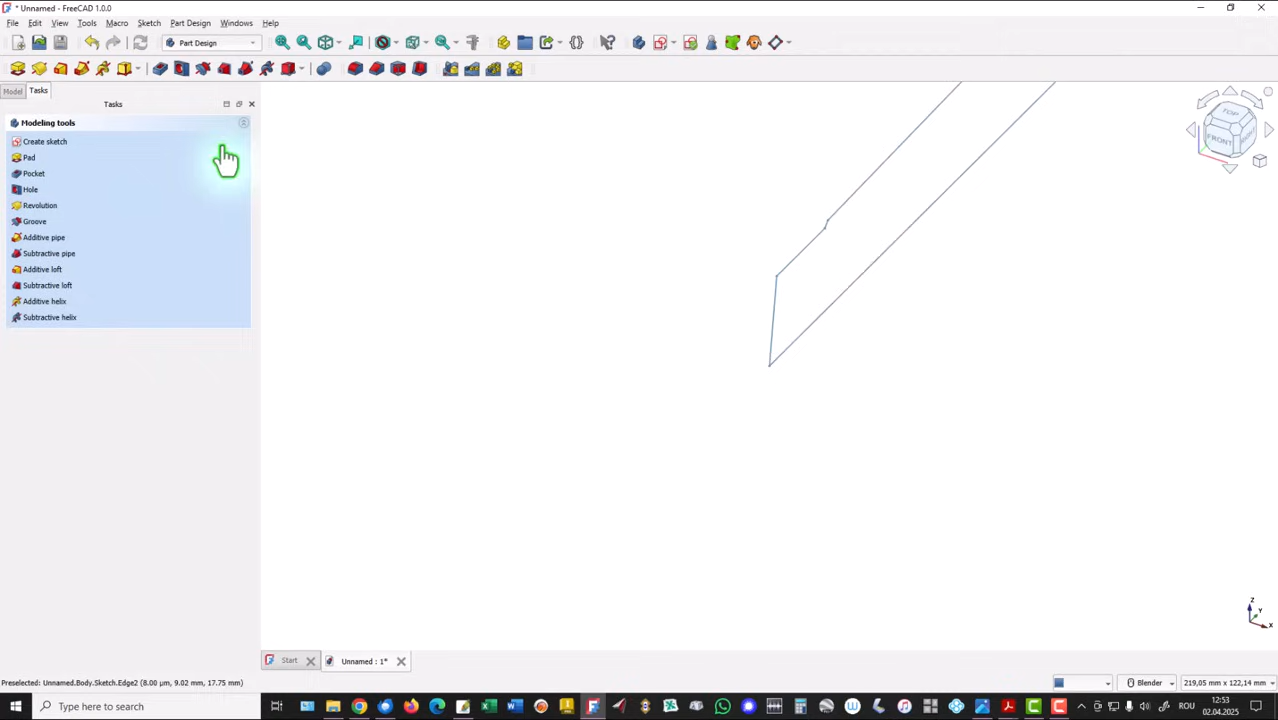 * Unnamed - FreeCAD 1.0.0
File Edit View Tools Macro Sketch Part Design Windows Help
Part Design
Model Tasks
Tasks
Modeling tools
Create sketch
Pad
Pocket
Hole
Revolution
Groove
Additive pipe
Subtractive pipe
Additive loft
Subtractive loft
Additive helix
Subtractive helix
TOP
FRONT
RIGHT
Z
Y
X
Start
Unnamed : 1*
Preselected: Unnamed.Body.Sketch.Edge2 (8.00 µm, 9.02 mm, 17.75 mm)
Blender
219,05 mm x 122,14 mm
Type here to search
ROU
12:53
02.04.2025